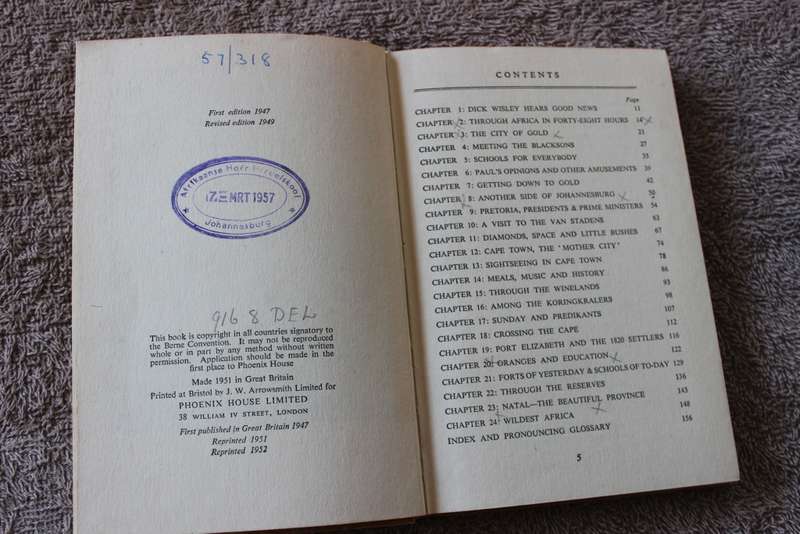 57/318
First edition 1947
Revised edition 1949
Afrikaanse Hoër Meisieskool
MRT 1957
Johannesburg
916 8 DEL
This book is copyright in all countries signatory to
the Berne Convention. It may not be reproduced
whole or in part by any method without written
permission. Application should be made in the
first place to Phoenix House
Made 1951 in Great Britain
Printed at Bristol by J. W. Arrowsmith Limited for
PHOENIX HOUSE LIMITED
38 WILLIAM IV STREET, LONDON
First published in Great Britain 1947
Reprinted 1951
Reprinted 1952
CONTENTS
Page
CHAPTER 1: DICK WISLEY HEARS GOOD NEWS 11
CHAPTER 2: THROUGH AFRICA IN FORTY-EIGHT HOURS 14
CHAPTER 3: THE CITY OF GOLD 21
CHAPTER 4: MEETING THE BLACKSONS 27
CHAPTER 5: SCHOOLS FOR EVERYBODY 33
CHAPTER 6: PAUL'S OPINIONS AND OTHER AMUSEMENTS 39
CHAPTER 7: GETTING DOWN TO GOLD 42
CHAPTER 8: ANOTHER SIDE OF JOHANNESBURG 50
CHAPTER 9: PRETORIA, PRESIDENTS & PRIME MINISTERS 54
CHAPTER 10: A VISIT TO THE VAN STADENS 63
CHAPTER 11: DIAMONDS, SPACE AND LITTLE BUSHES 67
CHAPTER 12: CAPE TOWN, THE 'MOTHER CITY' 74
CHAPTER 13: SIGHTSEEING IN CAPE TOWN 78
CHAPTER 14: MEALS, MUSIC AND HISTORY 86
CHAPTER 15: THROUGH THE WINELANDS 93
CHAPTER 16: AMONG THE KORINGKRALERS 98
CHAPTER 17: SUNDAY AND PREDIKANTS 107
CHAPTER 18: CROSSING THE CAPE 112
CHAPTER 19: PORT ELIZABETH AND THE 1820 SETTLERS 116
CHAPTER 20: ORANGES AND EDUCATION 122
CHAPTER 21: FORTS OF YESTERDAY & SCHOOLS OF TO-DAY 129
CHAPTER 22: THROUGH THE RESERVES 136
CHAPTER 23: NATAL—THE BEAUTIFUL PROVINCE 143
CHAPTER 24: WILDEST AFRICA 148
INDEX AND PRONOUNCING GLOSSARY 156
5